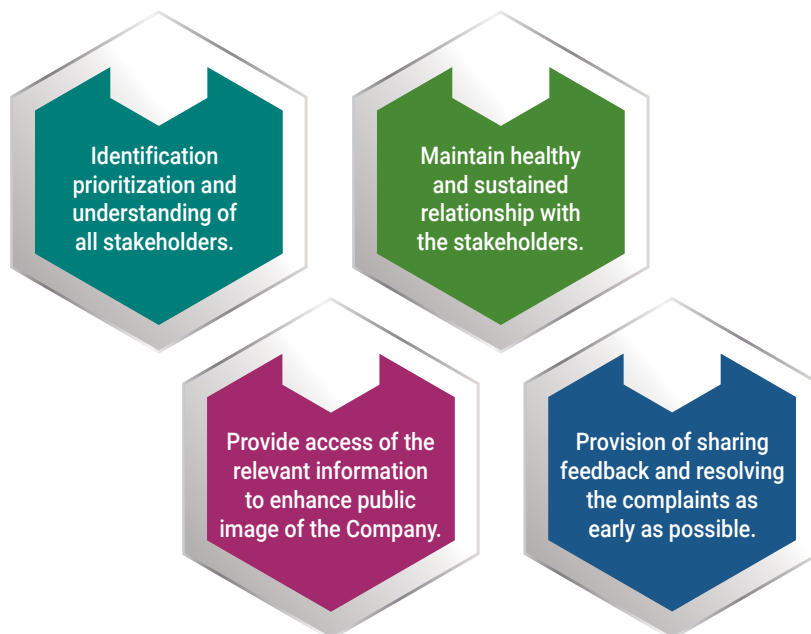 Identification
prioritization and
understanding of
all stakeholders.
Maintain healthy
and sustained
relationship with
the stakeholders.
Provide access of the
relevant information
to enhance public
image of the Company.
Provision of sharing
feedback and resolving
the complaints as
early as possible.